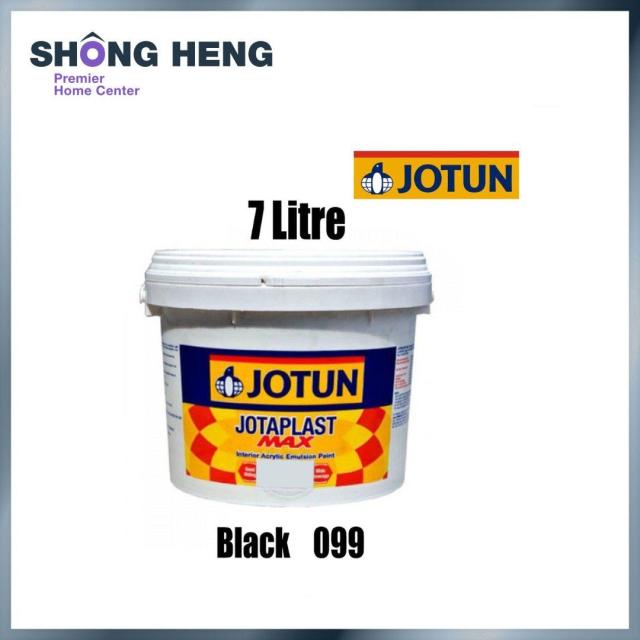 SHÔNG HENG
Premier
Home Center
JOTUN
7 Litre
JOTUN
JOTAPLAST
MAX
Interior Acrylic Emulsion Paint
Black 099